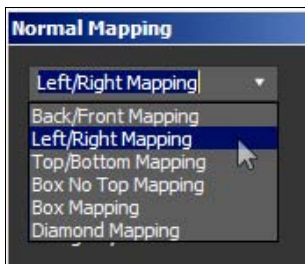 Normal Mapping
Left/Right Mapping
Back/Front Mapping
Left/Right Mapping
Top/Bottom Mapping
Box No Top Mapping
Box Mapping
Diamond Mapping